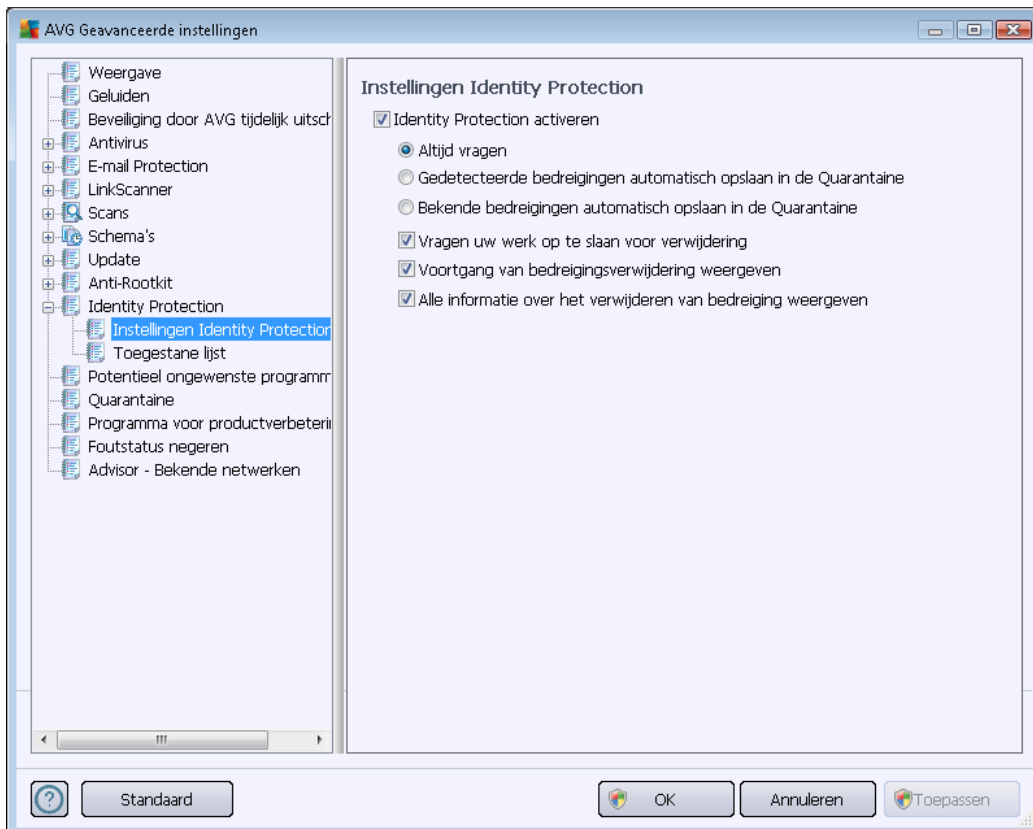 AVG Geavanceerde instellingen
Weergave
Geluiden
Beveiliging door AVG tijdelijk uitsch
Antivirus
E-mail Protection
LinkScanner
Scans
Schema's
Update
Anti-Rootkit
Identity Protection
Instellingen Identity Protection
Toegestane lijst
Potentieel ongewenste programm
Quarantaine
Programma voor productverbeteri
Foutstatus negeren
Advisor - Bekende netwerken
Instellingen Identity Protection
Identity Protection activeren
Altijd vragen
Gedetecteerde bedreigingen automatisch opslaan in de Quarantaine
Bekende bedreigingen automatisch opslaan in de Quarantaine
Vragen uw werk op te slaan voor verwijdering
Voortgang van bedreigingsverwijdering weergeven
Alle informatie over het verwijderen van bedreiging weergeven
? Standaard OK Annuleren Toepassen